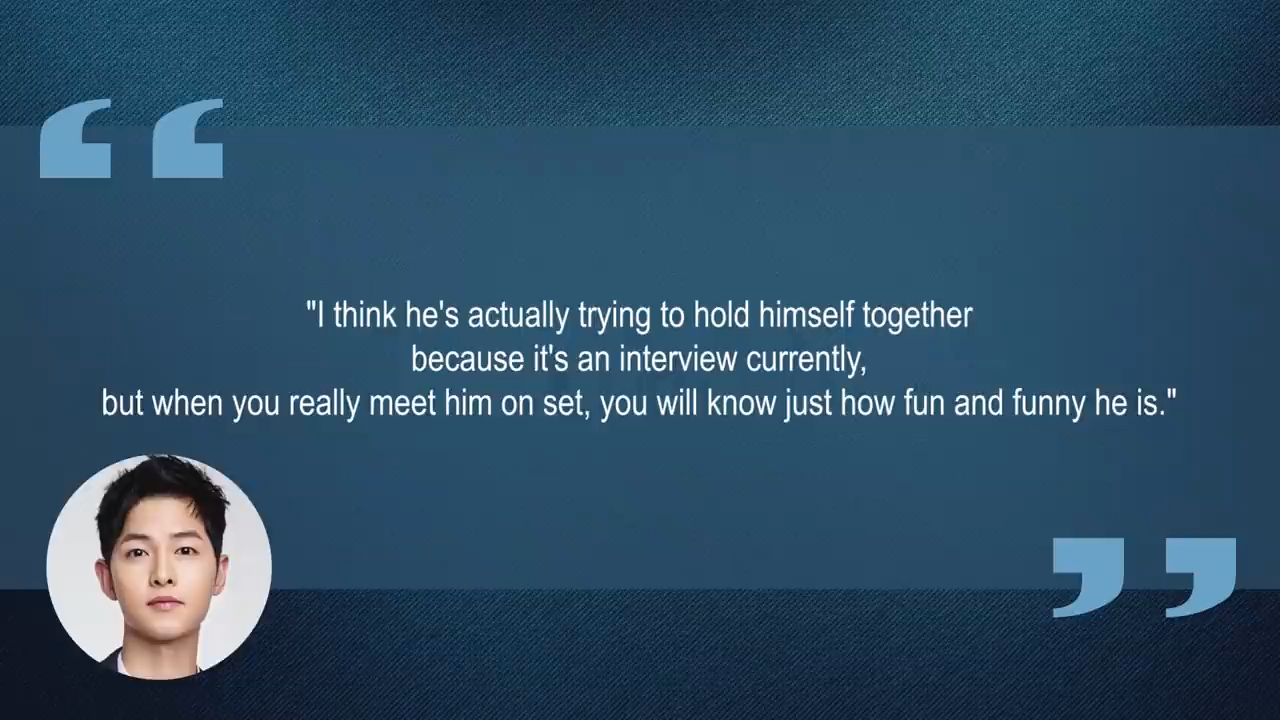 "I think he's actually trying to hold himself together
because it's an interview currently,
but when you really meet him on set, you will know just how fun and funny he is."